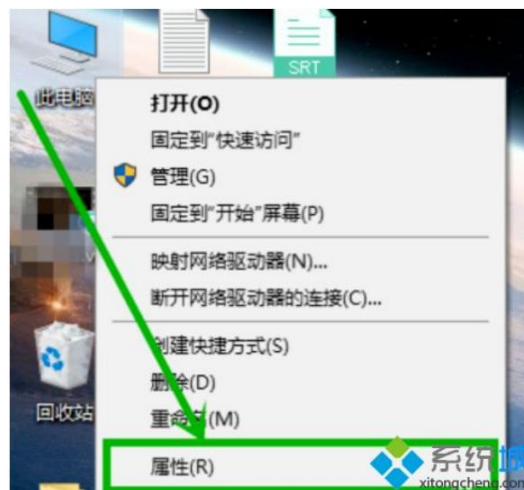 SRT
此电脑
打开(O)
固定到"快速访问"
管理(G)
固定到"开始"屏幕(P)
映射网络驱动器(N)...
断开网络驱动器的连接(C)...
创建快捷方式(S)
删除(D)
回收站
重命名(M)
属性(R)
系统城
xitongcheng.com